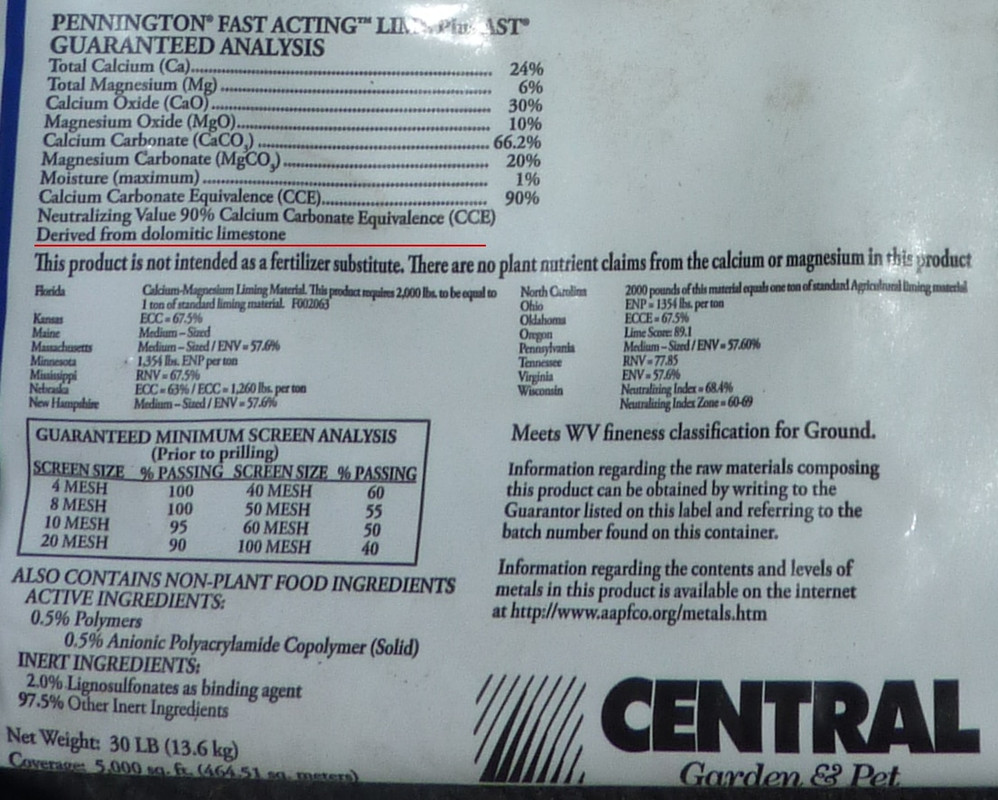 PENNINGTON® FAST ACTING™ LIME Plus AST®
GUARANTEED ANALYSIS
Total Calcium (Ca)........ 24%
Total Magnesium (Mg)........ 6%
Calcium Oxide (CaO)........ 30%
Magnesium Oxide (MgO)........ 10%
Calcium Carbonate (CaCO₃)........ 66.2%
Magnesium Carbonate (MgCO₃)........ 20%
Moisture (maximum)........ 1%
Calcium Carbonate Equivalence (CCE)........ 90%
Neutralizing Value 90% Calcium Carbonate Equivalence (CCE)
Derived from dolomitic limestone
This product is not intended as a fertilizer substitute. There are no plant nutrient claims from the calcium or magnesium in this product
Florida Calcium-Magnesium Liming Material. This product requires 2,000 lbs. to be equal to
1 ton of standard liming material. F002063
Kansas ECC = 67.5%
Maine Medium – Sized
Massachusetts Medium – Sized / ENV = 57.6%
Minnesota 1,354 lbs. ENP per ton
Mississippi RNV = 67.5%
Nebraska ECC = 63% / ECC = 1,260 lbs. per ton
New Hampshire Medium – Sized / ENV = 57.6%
North Carolina 2000 pounds of this material equals one ton of standard Agricultural liming material
Ohio ENP = 1354 lbs. per ton
Oklahoma ECCE = 67.5%
Oregon Lime Score: 89.1
Pennsylvania Medium – Sized / ENV = 57.60%
Tennessee RNV = 77.85
Virginia ENV = 57.6%
Wisconsin Neutralizing Index = 68.4%
Neutralizing Index Zone = 60-69
GUARANTEED MINIMUM SCREEN ANALYSIS
(Prior to prilling)
SCREEN SIZE % PASSING SCREEN SIZE % PASSING
4 MESH 100 40 MESH 60
8 MESH 100 50 MESH 55
10 MESH 95 60 MESH 50
20 MESH 90 100 MESH 40
ALSO CONTAINS NON-PLANT FOOD INGREDIENTS
ACTIVE INGREDIENTS:
0.5% Polymers
0.5% Anionic Polyacrylamide Copolymer (Solid)
INERT INGREDIENTS:
2.0% Lignosulfonates as binding agent
97.5% Other Inert Ingredients
Net Weight: 30 LB (13.6 kg)
Coverage: 5,000 sq. ft. (464.51 sq. meters)
Meets WV fineness classification for Ground.
Information regarding the raw materials composing
this product can be obtained by writing to the
Guarantor listed on this label and referring to the
batch number found on this container.
Information regarding the contents and levels of
metals in this product is available on the internet
at http://www.aapfco.org/metals.htm
CENTRAL
Garden & Pet